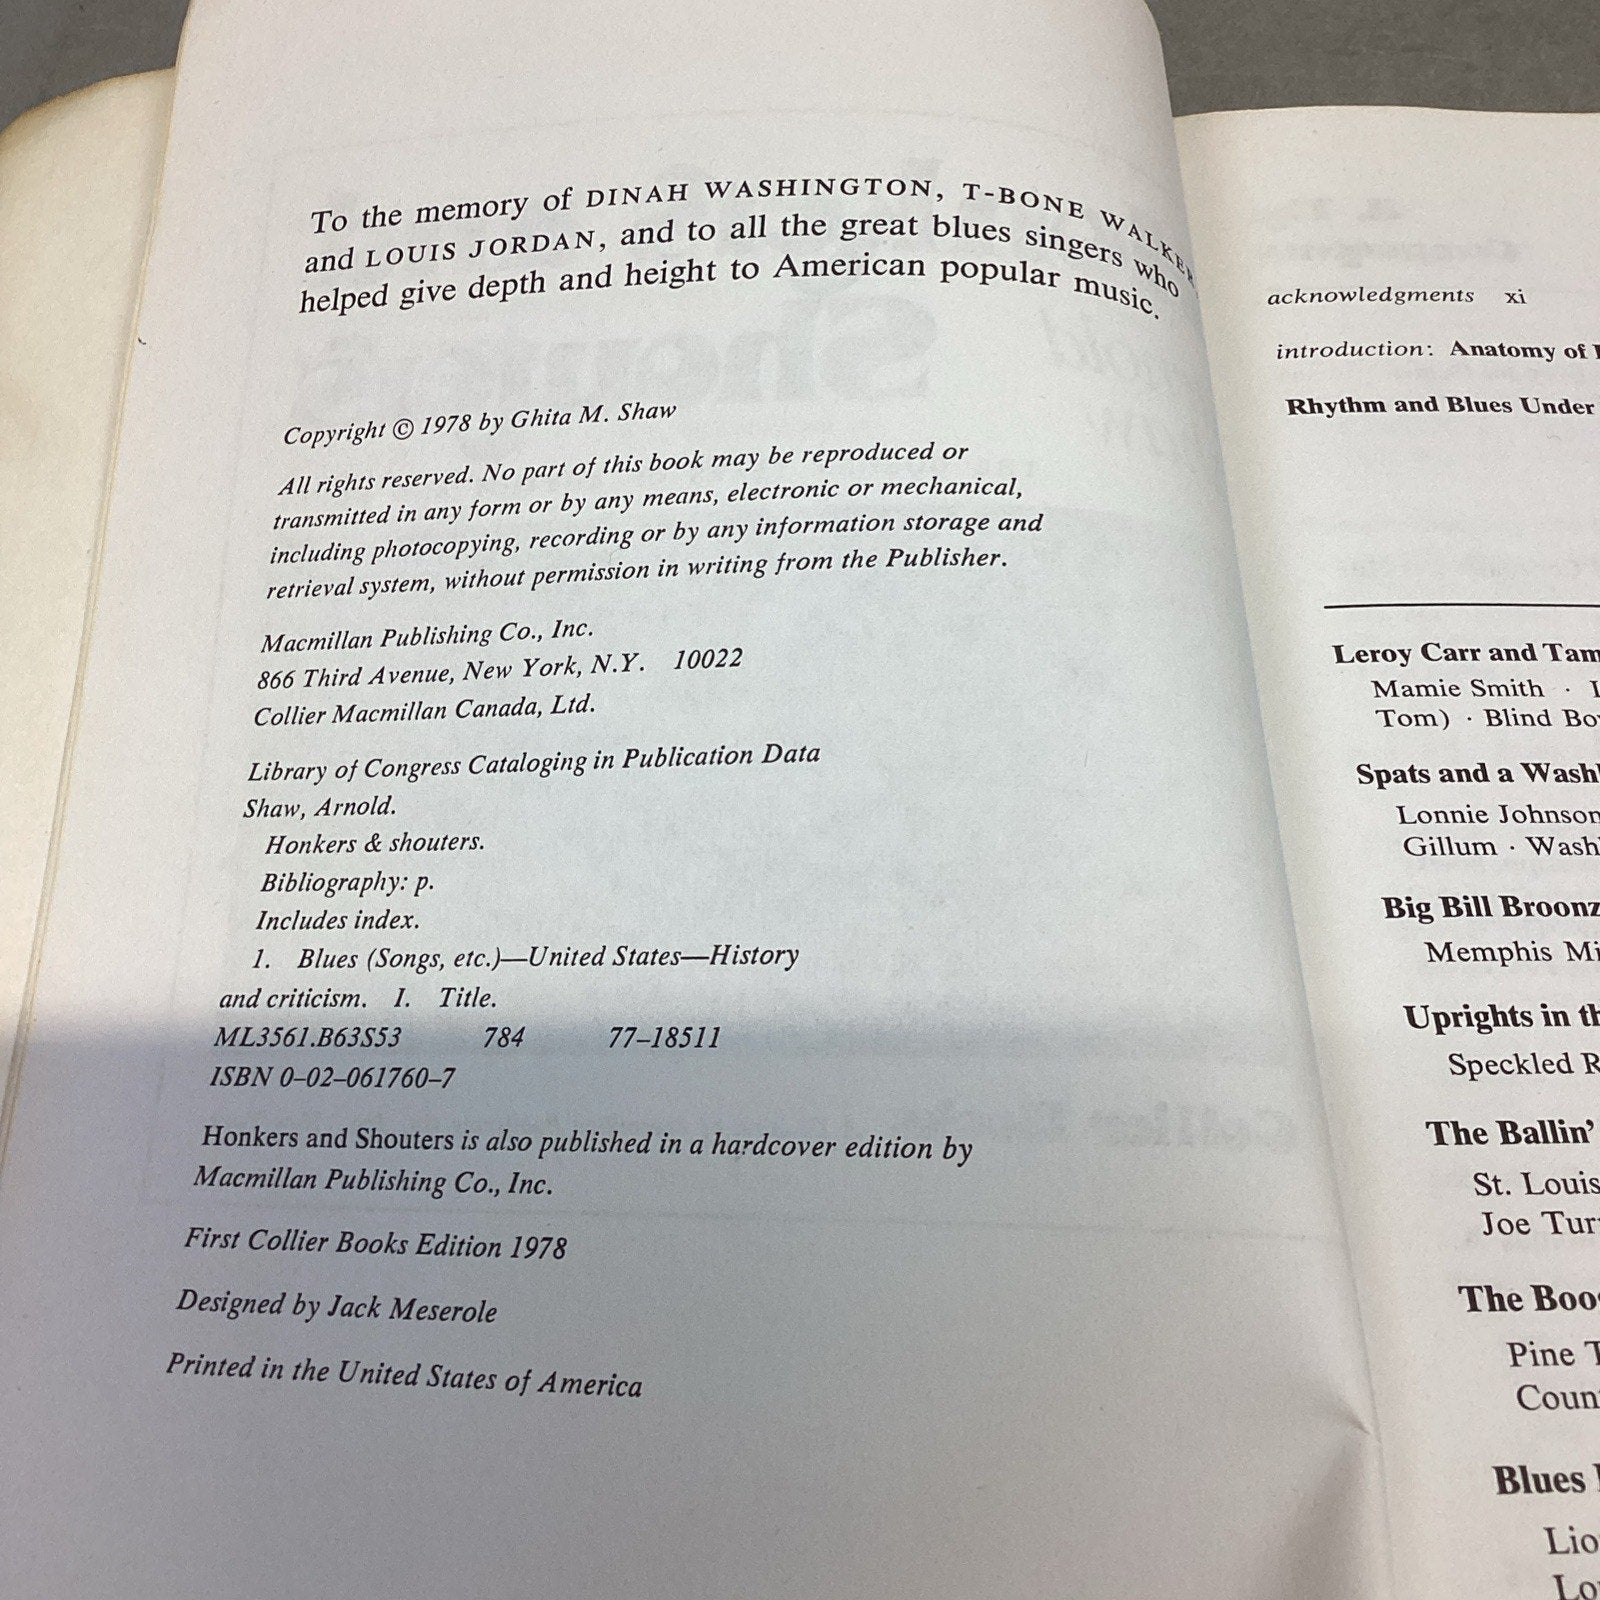 To the memory of DINAH WASHINGTON, T-BONE WALKER,
and LOUIS JORDAN, and to all the great blues singers who
helped give depth and height to American popular music.
Copyright © 1978 by Ghita M. Shaw
All rights reserved. No part of this book may be reproduced or
transmitted in any form or by any means, electronic or mechanical,
including photocopying, recording or by any information storage and
retrieval system, without permission in writing from the Publisher.
Macmillan Publishing Co., Inc.
866 Third Avenue, New York, N.Y. 10022
Collier Macmillan Canada, Ltd.
Library of Congress Cataloging in Publication Data
Shaw, Arnold.
Honkers & shouters.
Bibliography: p.
Includes index.
1. Blues (Songs, etc.)—United States—History
and criticism. I. Title.
ML3561.B63S53 784 77–18511
ISBN 0–02–061760–7
Honkers and Shouters is also published in a hardcover edition by
Macmillan Publishing Co., Inc.
First Collier Books Edition 1978
Designed by Jack Meserole
Printed in the United States of America
acknowledgments xi
introduction: Anatomy of
Rhythm and Blues Under
Leroy Carr and Tam
Mamie Smith ·
Tom) · Blind Bo
Spats and a Wash
Lonnie Johnson
Gillum · Wash
Big Bill Broonz
Memphis Mi
Uprights in th
Speckled R
The Ballin'
St. Louis
Joe Tur
The Boo
Pine T
Coun
Blues
Lio
Lo